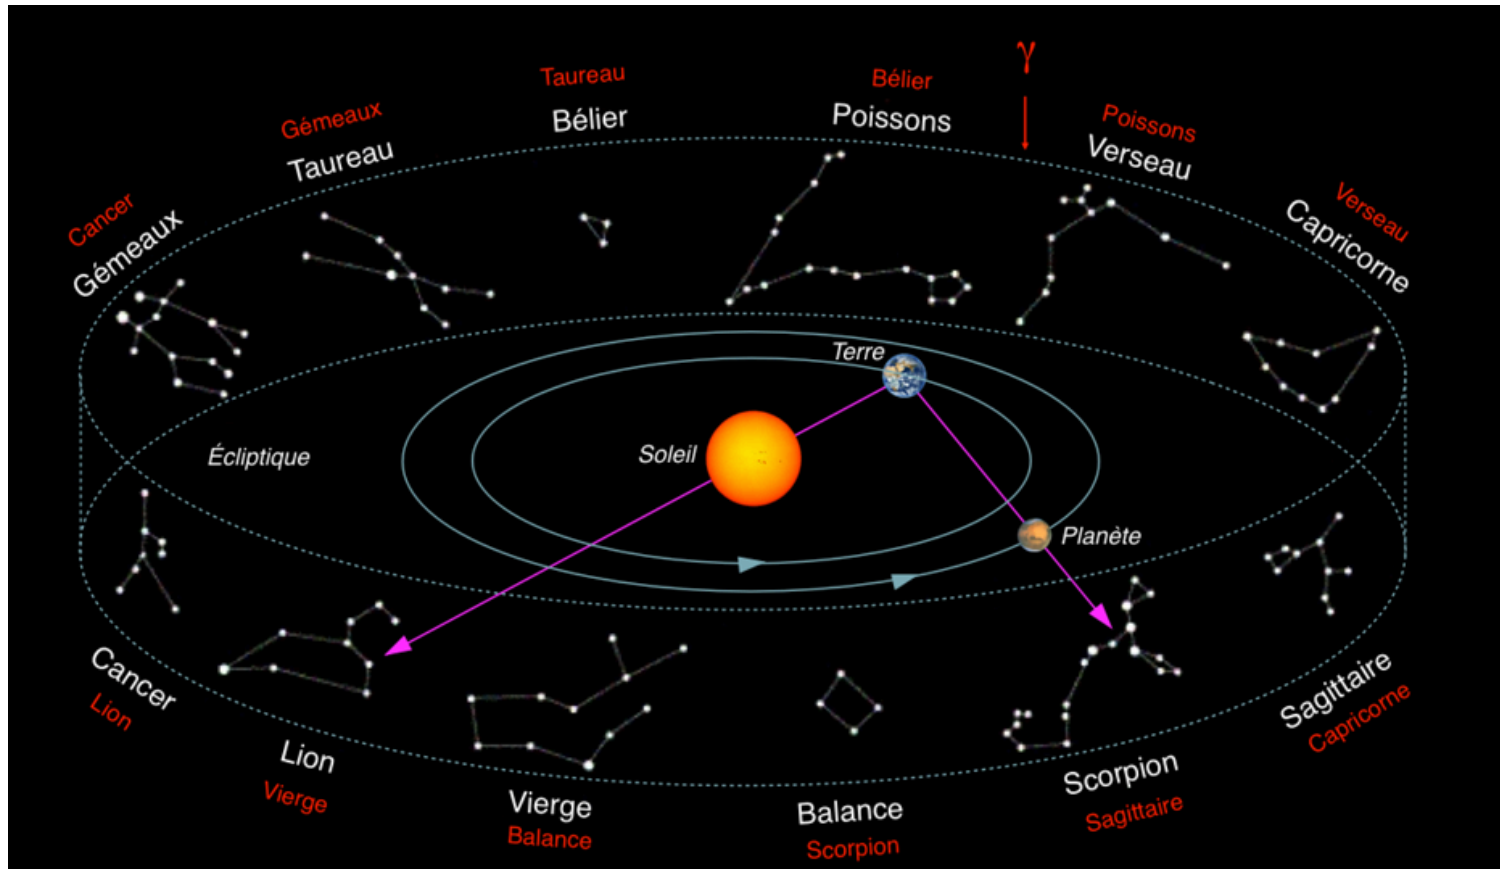 γ
Taureau
Bélier
Bélier
Poissons
Poissons
Verseau
Gémeaux
Taureau
Cancer
Gémeaux
Verseau
Capricorne
Terre
Soleil
Écliptique
Planète
Cancer
Lion
Lion
Vierge
Vierge
Balance
Balance
Scorpion
Scorpion
Sagittaire
Sagittaire
Capricorne